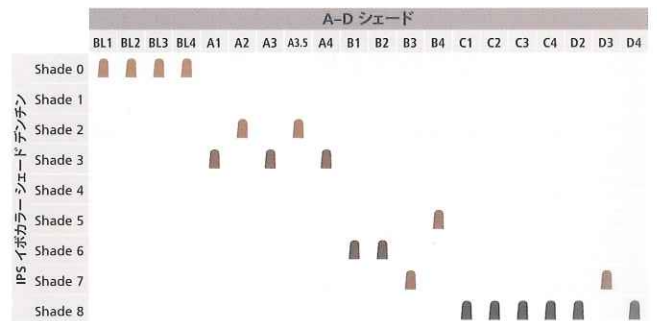 A–D シェード
BL1 BL2 BL3 BL4 A1 A2 A3 A3.5 A4 B1 B2 B3 B4 C1 C2 C3 C4 D2 D3 D4
IPS イボカラー シェード デンチン
Shade 0
Shade 1
Shade 2
Shade 3
Shade 4
Shade 5
Shade 6
Shade 7
Shade 8